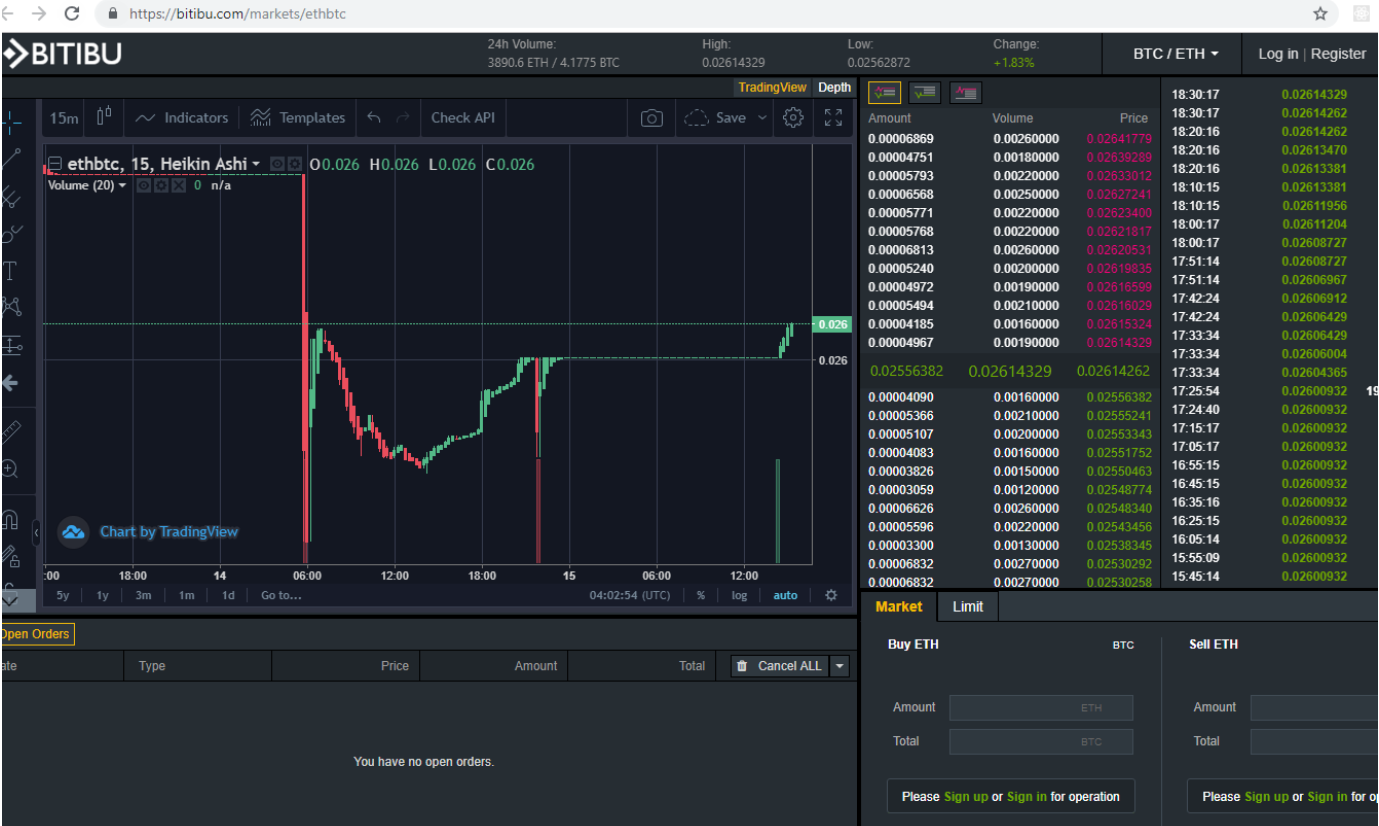 https://bitibu.com/markets/ethbtc
BITIBU
24h Volume:
3890.6 ETH / 4.1775 BTC
High:
0.02614329
Low:
0.02562872
Change:
+1.83%
BTC / ETH
Log in | Register
TradingView Depth
15m Indicators Templates Check API Save
ethbtc, 15, Heikin Ashi O0.026 H0.026 L0.026 C0.026
Volume (20) 0 n/a
0.026
0.026
Chart by TradingView
:00 18:00 14 06:00 12:00 18:00 15 06:00 12:00
5y 1y 3m 1m 1d Go to... 04:02:54 (UTC) % log auto
Amount Volume Price
0.00006869 0.00260000 0.02641779
0.00004751 0.00180000 0.02639289
0.00005793 0.00220000 0.02633012
0.00006568 0.00250000 0.02627241
0.00005771 0.00220000 0.02623400
0.00005768 0.00220000 0.02621817
0.00006813 0.00260000 0.02620531
0.00005240 0.00200000 0.02619835
0.00004972 0.00190000 0.02616599
0.00005494 0.00210000 0.02616029
0.00004185 0.00160000 0.02615324
0.00004967 0.00190000 0.02614329
0.02556382 0.02614329 0.02614262
0.00004090 0.00160000 0.02556382
0.00005366 0.00210000 0.02555241
0.00005107 0.00200000 0.02553343
0.00004083 0.00160000 0.02551752
0.00003826 0.00150000 0.02550463
0.00003059 0.00120000 0.02548774
0.00006626 0.00260000 0.02548340
0.00005596 0.00220000 0.02543456
0.00003300 0.00130000 0.02538345
0.00006832 0.00270000 0.02530292
0.00006832 0.00270000 0.02530258
18:30:17 0.02614329
18:30:17 0.02614262
18:20:16 0.02614262
18:20:16 0.02613470
18:20:16 0.02613381
18:10:15 0.02613381
18:10:15 0.02611956
18:00:17 0.02611204
18:00:17 0.02608727
17:51:14 0.02608727
17:51:14 0.02606967
17:42:24 0.02606912
17:42:24 0.02606429
17:33:34 0.02606429
17:33:34 0.02606004
17:33:34 0.02604365
17:25:54 0.02600932 19
17:24:40 0.02600932
17:15:17 0.02600932
17:05:17 0.02600932
16:55:15 0.02600932
16:45:15 0.02600932
16:35:16 0.02600932
16:25:15 0.02600932
16:05:14 0.02600932
15:55:09 0.02600932
15:45:14 0.02600932
Open Orders
ate Type Price Amount Total Cancel ALL
You have no open orders.
Market Limit
Buy ETH BTC
Amount ETH
Total BTC
Please Sign up or Sign in for operation
Sell ETH
Amount
Total
Please Sign up or Sign in for op